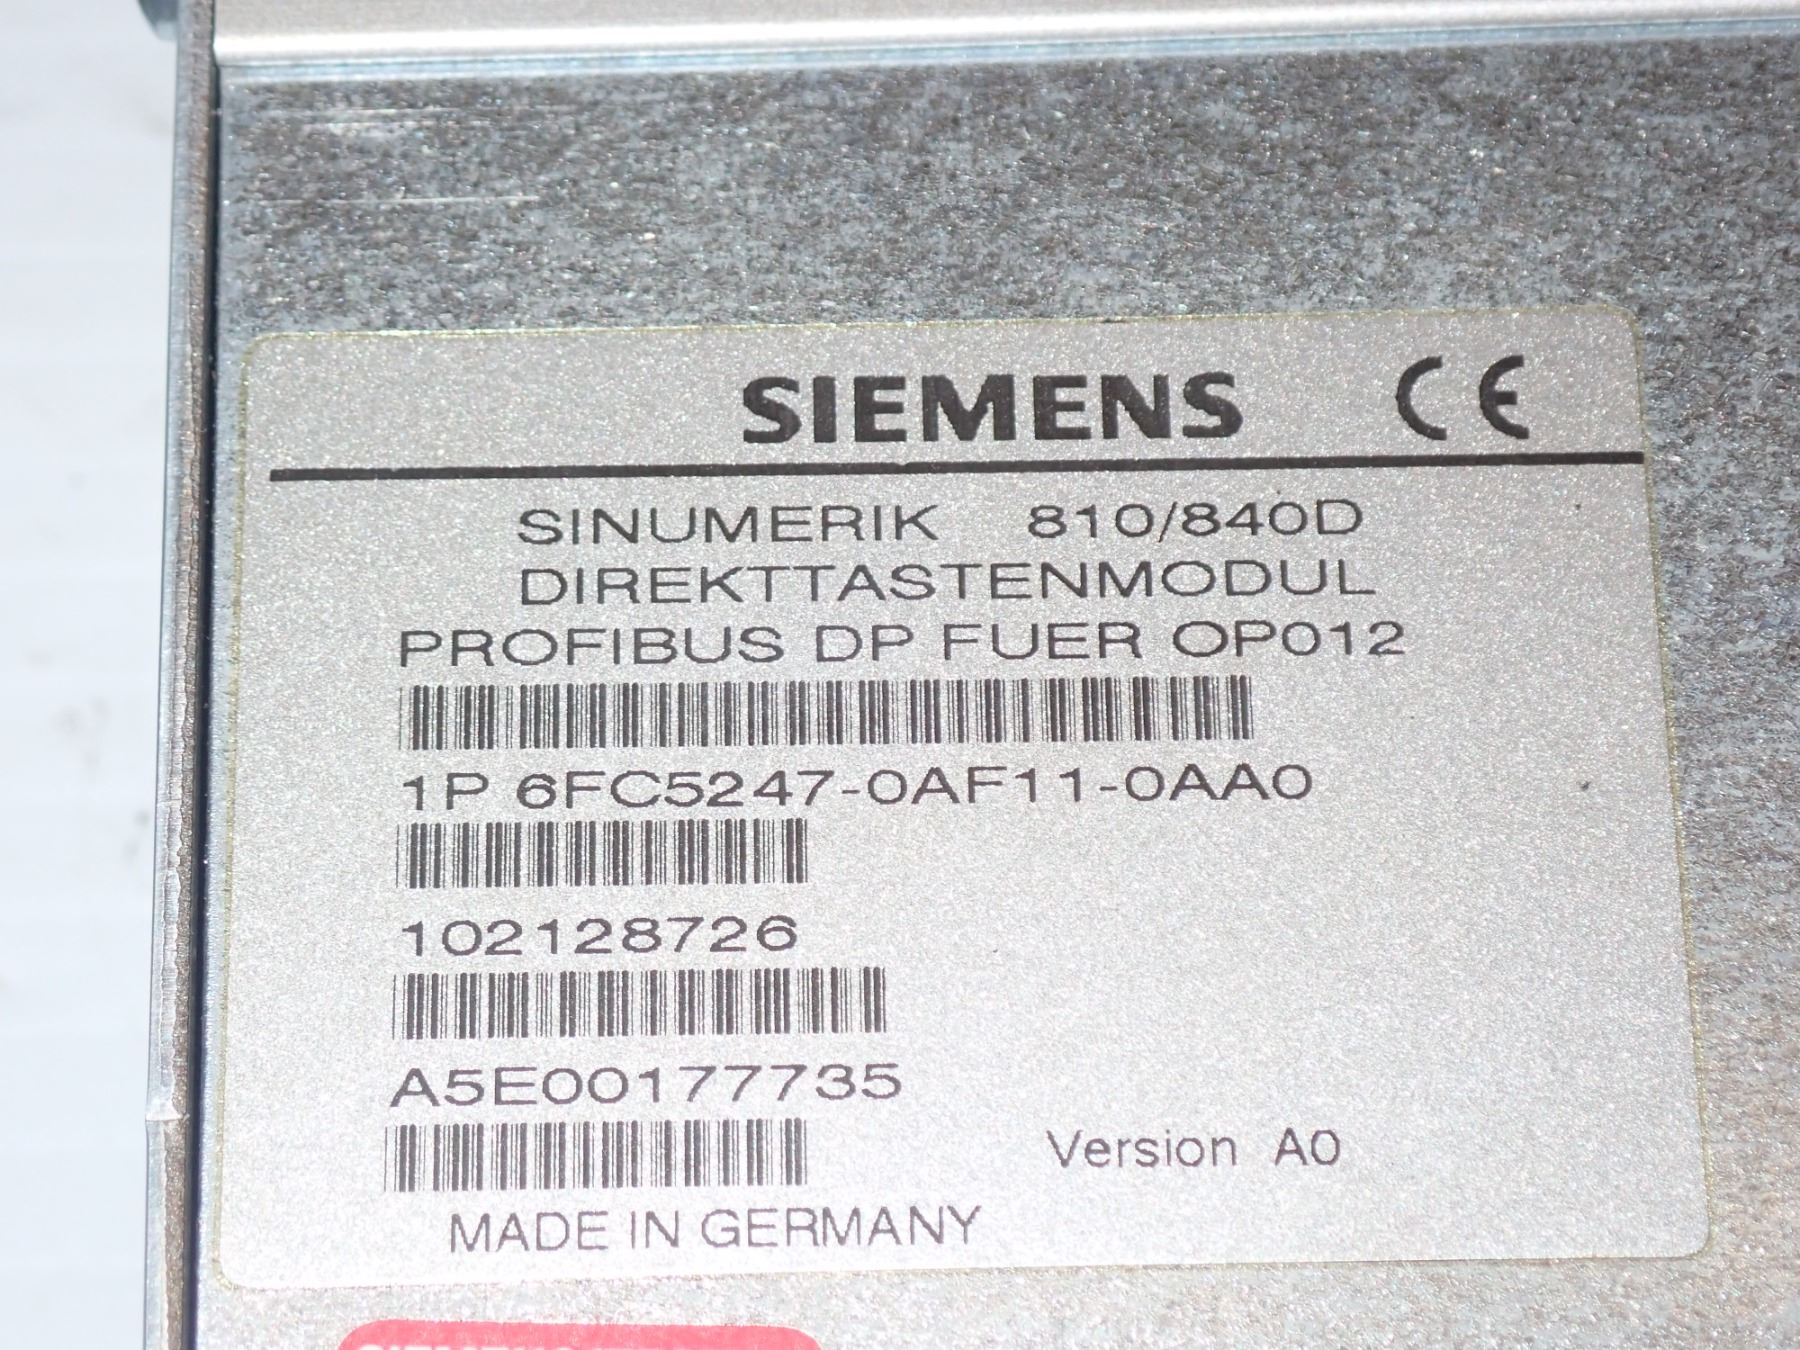 SIEMENS CE
SINUMERIK 810/840D
DIREKTTASTENMODUL
PROFIBUS DP FUER OP012
1P 6FC5247-0AF11-0AA0
102128726
A5E00177735
Version A0
MADE IN GERMANY